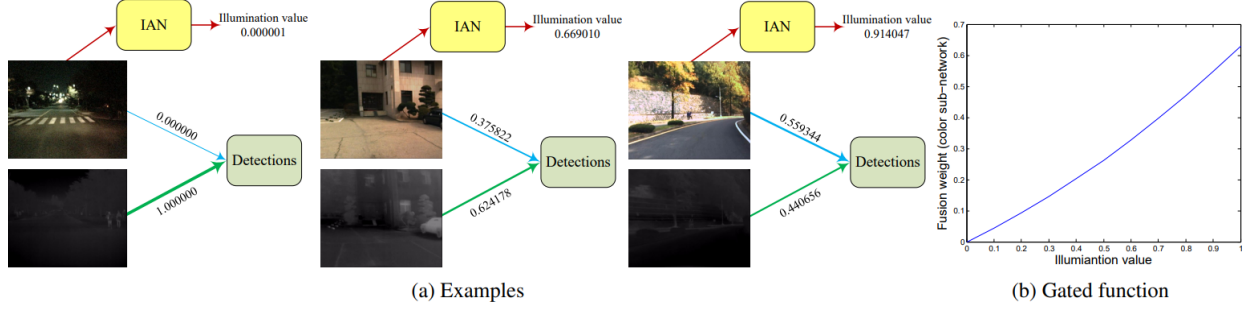 IAN
Illumination value
0.000001
0.000000
Detections
1.000000
IAN
Illumination value
0.669010
0.375822
Detections
0.624178
IAN
Illumination value
0.914047
0.559344
Detections
0.440656
(a) Examples
Fusion weight (color sub-network)
0.7
0.6
0.5
0.4
0.3
0.2
0.1
0
0 0.1 0.2 0.3 0.4 0.5 0.6 0.7 0.8 0.9 1
Illumiantion value
(b) Gated function